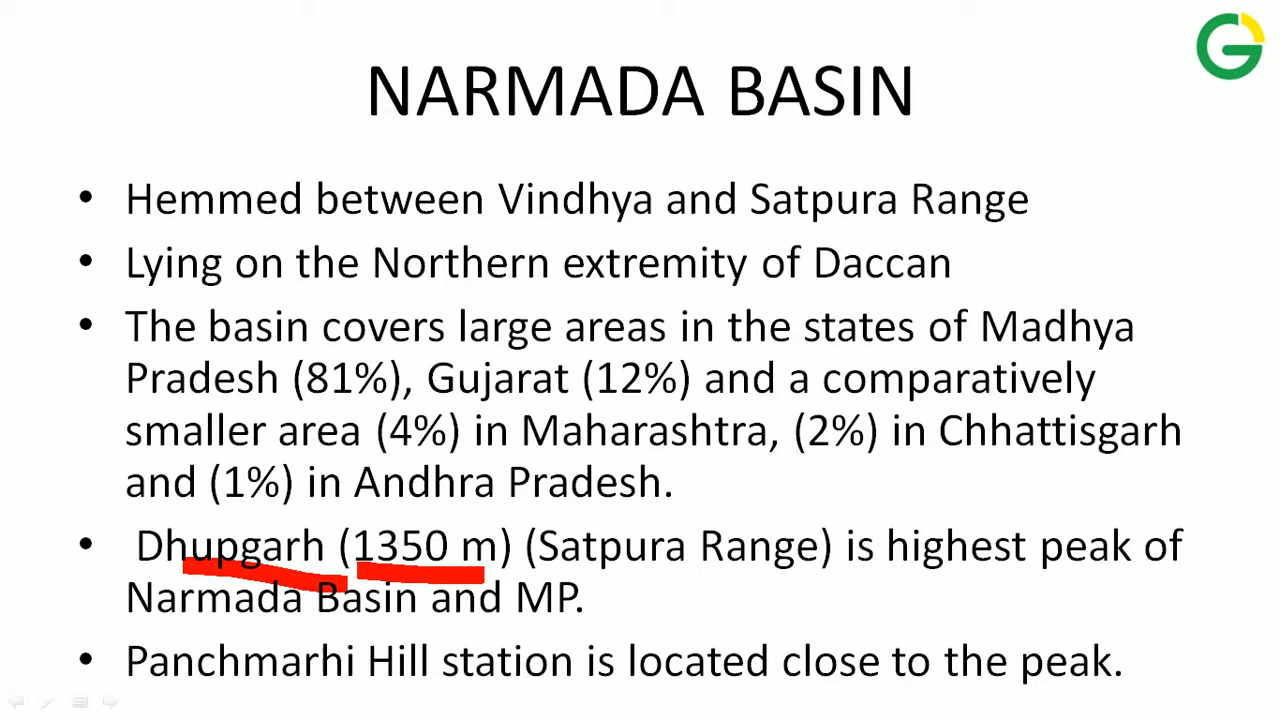 NARMADA BASIN
• Hemmed between Vindhya and Satpura Range
• Lying on the Northern extremity of Daccan
• The basin covers large areas in the states of Madhya
Pradesh (81%), Gujarat (12%) and a comparatively
smaller area (4%) in Maharashtra, (2%) in Chhattisgarh
and (1%) in Andhra Pradesh.
• Dhupgarh (1350 m) (Satpura Range) is highest peak of
Narmada Basin and MP.
• Panchmarhi Hill station is located close to the peak.